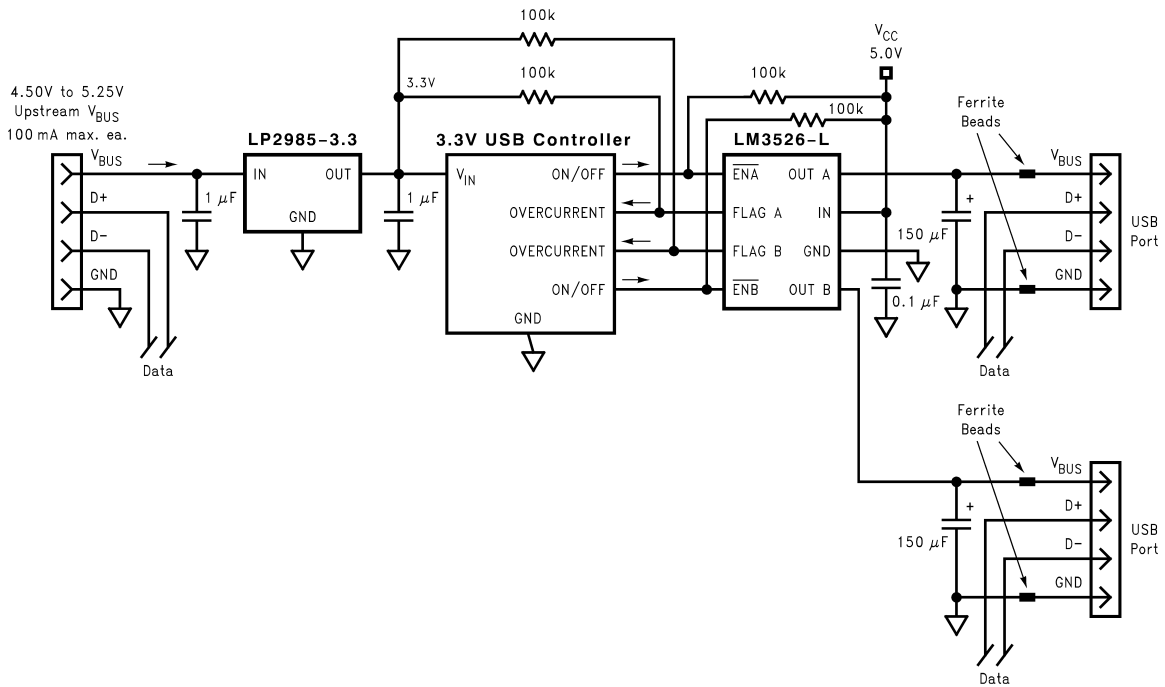 100k
100k
3.3V
V_CC
5.0V
100k
100k
4.50V to 5.25V
Upstream V_BUS
100 mA max. ea.
V_BUS
D+
D-
GND
Data
1 µF
LP2985-3.3
IN
OUT
GND
1 µF
3.3V USB Controller
V_IN
ON/OFF
OVERCURRENT
OVERCURRENT
ON/OFF
GND
LM3526-L
E̅N̅A̅
FLAG A
FLAG B
E̅N̅B̅
OUT A
IN
GND
OUT B
0.1 µF
Ferrite
Beads
+
150 µF
V_BUS
D+
D-
GND
USB
Port
Data
Ferrite
Beads
+
150 µF
V_BUS
D+
D-
GND
USB
Port
Data